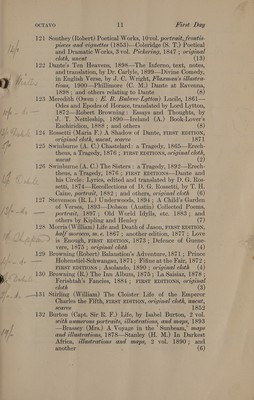 OCTAVO 11 First Day
121 Southey (Robert) Poetical Works, 10 vol. portrait, frontis-
pieces and vignettes (1853)—Coleridge (S. T.) Poetical
and Dramatic Works, 3 vol. Pickering, 1847; original
cloth, uncut (13)
122 Dante's Ten Heavens, 1898—The Inferno, text, notes,
and translation, by Dr. Carlyle, 1899—Divine Comedy,
in English Verse, by J. C. Wright, Flaxman's illustra-
tions, 1900—Phillimore (C. M.) Dante at Ravenna,
1898; and others relating to Dante (8)
123 Meredith (Owen: E. R. Bulwer Lytton) Lucile, 1861—
Odes and Epodes of Horace, translated by Lord Lytton,
1872—Robert Browning: Essays and Thoughts, by
J. T. Nettleship, 1890—Ireland (A.) Book-Lover's
Enchiridion, 1888; and others (6)
124 Rossetti (Maria F.) A Shadow of Dante, FIRST EDITION,
original cloth, uncut, scarce 1871
125 Swinburne (A. C.) Chastelard: a Tragedy, 1865—Erech-
theus, a Tragedy, 1876; FIRST EDITIONS, original cloth,
uncut (2)
126 Swinburne (A. C.) The Sisters: a Tragedy, 1892—Erech-
theus, a Tragedy, 1876; FIRST EDITIONS—Dante and
his Circle: Lyrics, edited and translated by D. G. Ros-
setti, 1874—Recollections of D. G. Rossetti, by T. H.
Caine, portrait, 1882; and others, original cloth (6)
127 Stevenson (R. L.) Underwoods, 1894; A Child's Garden
of Verses, 1895—Dobson (Austin) Collected Poems,
portrait, 1897; Old World Idylls, etc. 1883; and
others by Kipling and Henley (7)
128 Morris (William) Life and Death of Jason, FIRST EDITION,
half morocco, m. e. 1867; another edition, 1877; Love
is Enough, FIRST EDITION, 1873; Defence of Guene-
vere, 1875; original cloth (4)
129 Browning (Robert) Balaustion's Adventure, 1871; Prince
Hohenstiel-Schwangau, 1871; Fifine at the Fair, 1872;
FIRST EDITIONS; Asolando, 1890; original cloth (4)
130 Browning (R.) The Inn Album, 1875; La Saisiaz, 1878;
Ferishtah's Fancies, 1884; FIRST EDITIONS, original
cloth (3)
131 Stirling (William) The Cloister Life of the Emperor
Charles the Fifth, FIRST EDITION, original cloth, uncut,
scarce 1852
132 Burton (Capt. Sir R. F.) Life, by Isabel Burton, 2 vol.
with numerous portraits, illustrations, and maps, 1893
—Brassey (Mrs.) A Voyage in the 'Sunbeam,' maps
and illustrations, 1878—Stanley (H. M.) In Darkest
Africa, illustrations and maps, 2 vol. 1890; and
another (6)